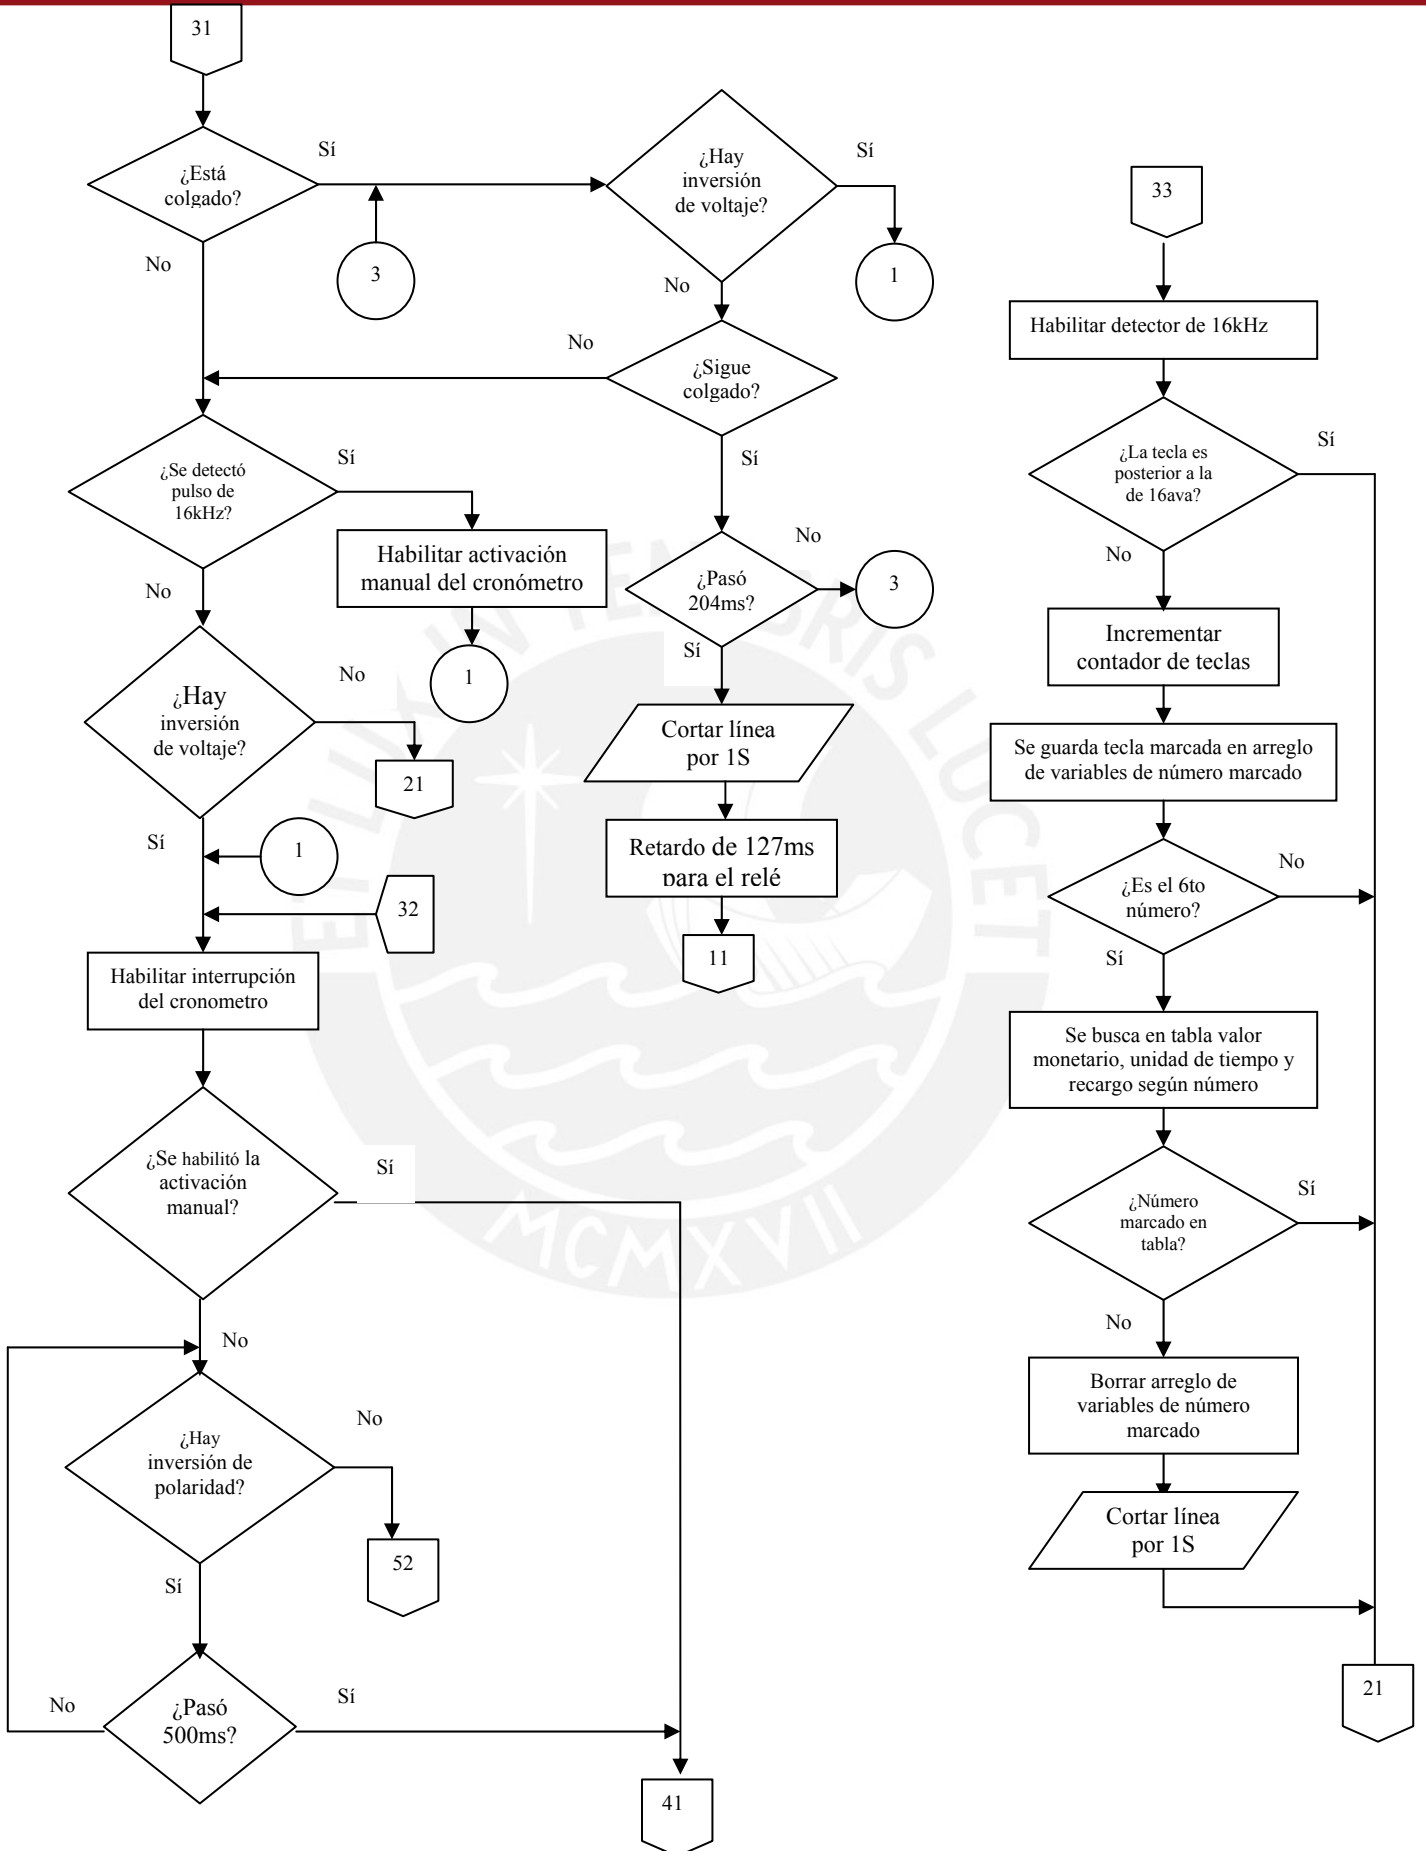 31
¿Está
colgado?
Sí
No
3
¿Hay
inversión
de voltaje?
Sí
No
1
¿Sigue
colgado?
No
Sí
¿Se detectó
pulso de
16kHz?
Sí
No
Habilitar activación
manual del cronómetro
1
¿Pasó
204ms?
No
3
Sí
¿Hay
inversión
de voltaje?
No
21
Sí
1
32
Cortar línea
por 1S
Retardo de 127ms
para el relé
11
Habilitar interrupción
del cronometro
¿Se habilitó la
activación
manual?
Sí
No
¿Hay
inversión de
polaridad?
No
52
Sí
¿Pasó
500ms?
No
Sí
41
33
Habilitar detector de 16kHz
¿La tecla es
posterior a la
de 16ava?
Sí
No
Incrementar
contador de teclas
Se guarda tecla marcada en arreglo
de variables de número marcado
¿Es el 6to
número?
No
Sí
Se busca en tabla valor
monetario, unidad de tiempo y
recargo según número
¿Número
marcado en
tabla?
Sí
No
Borrar arreglo de
variables de número
marcado
Cortar línea
por 1S
21
ET LUX IN TENEBRIS LUCET
MCMXVII